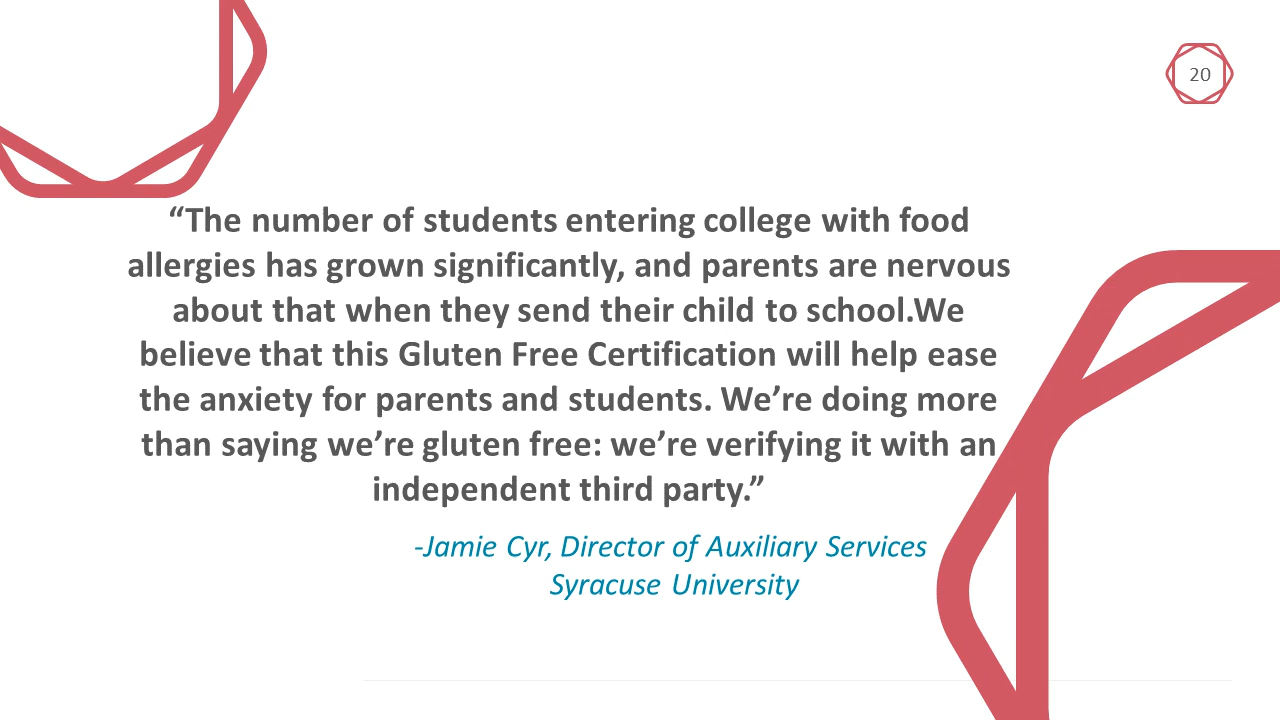 20
“The number of students entering college with food
allergies has grown significantly, and parents are nervous
about that when they send their child to school.We
believe that this Gluten Free Certification will help ease
the anxiety for parents and students. We’re doing more
than saying we’re gluten free: we’re verifying it with an
independent third party.”
-Jamie Cyr, Director of Auxiliary Services
Syracuse University